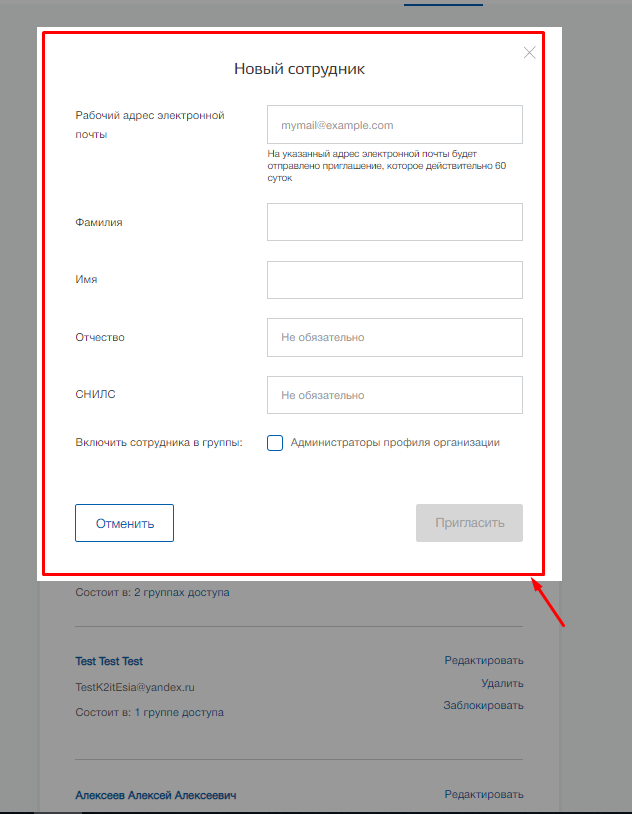 Новый сотрудник
Рабочий адрес электронной
почты
mymail@example.com
На указанный адрес электронной почты будет
отправлено приглашение, которое действительно 60
суток
Фамилия
Имя
Отчество
Не обязательно
СНИЛС
Не обязательно
Включить сотрудника в группы:
Администраторы профиля организации
Отменить
Пригласить
Состоит в: 2 группах доступа
Test Test Test
Редактировать
TestK2itEsia@yandex.ru
Удалить
Состоит в: 1 группе доступа
Заблокировать
Алексеев Алексей Алексеевич
Редактировать